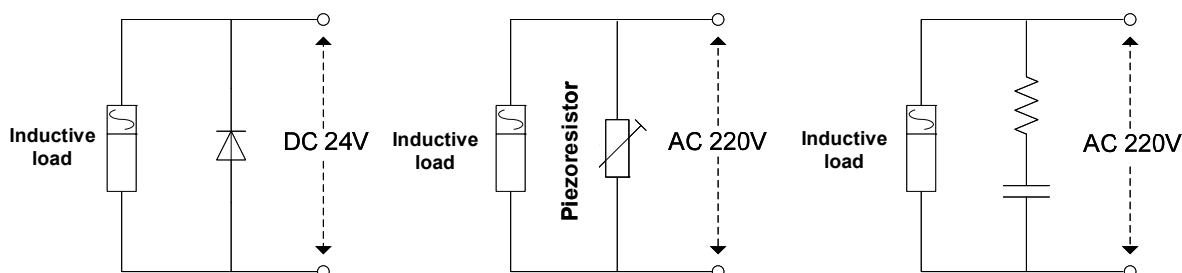 Inductive
load
DC 24V
Inductive
load
Piezoresistor
AC 220V
Inductive
load
AC 220V